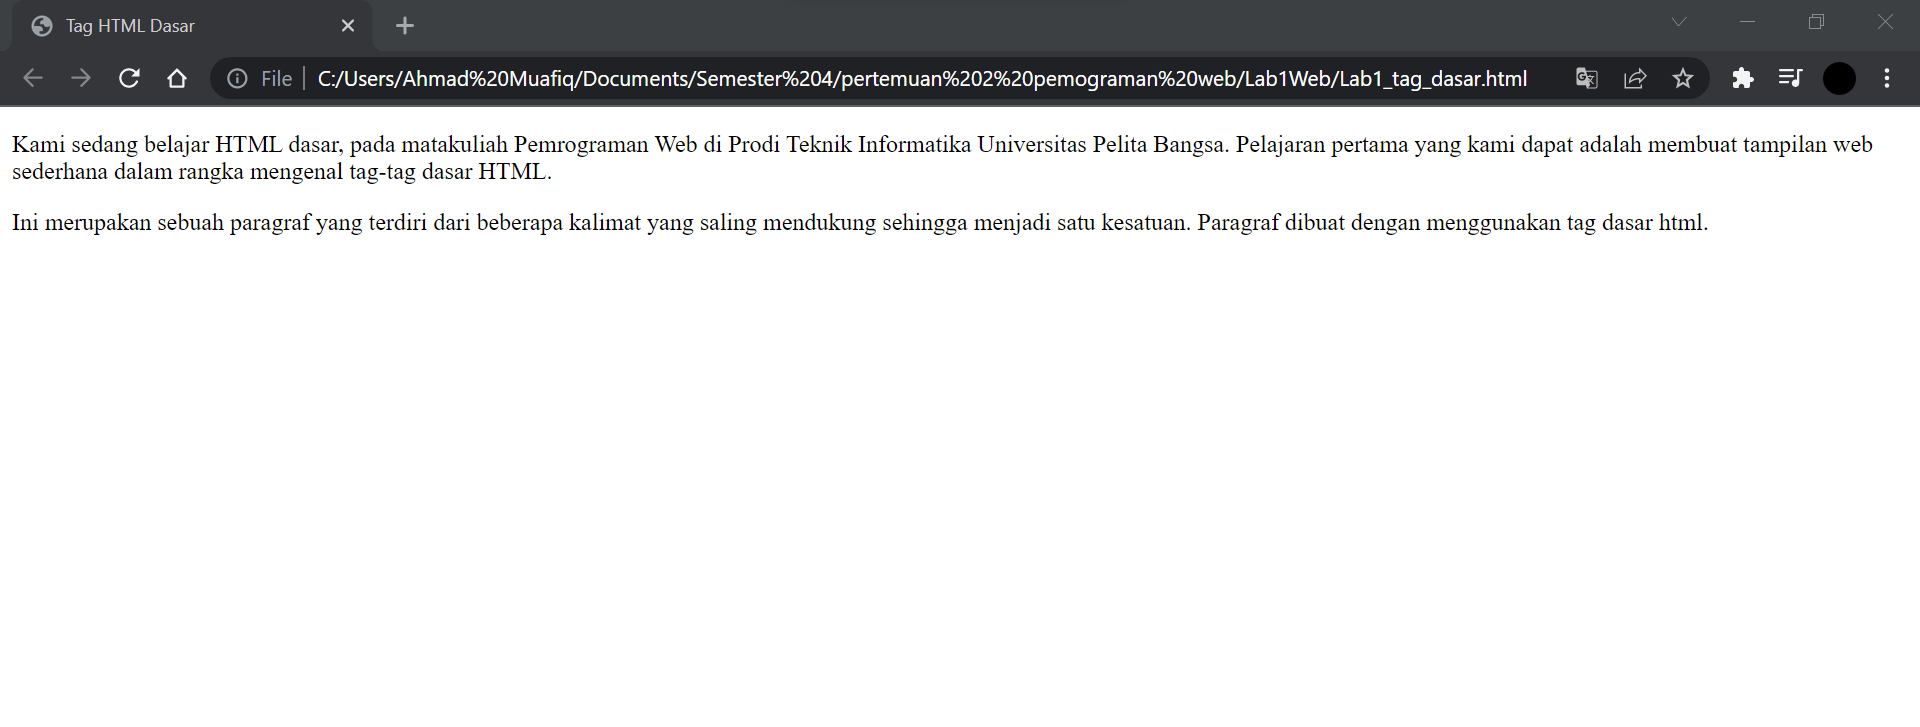 Tag HTML Dasar
File
C:/Users/Ahmad%20Muafiq/Documents/Semester%204/pertemuan%202%20pemograman%20web/Lab1Web/Lab1_tag_dasar.html
Kami sedang belajar HTML dasar, pada matakuliah Pemrograman Web di Prodi Teknik Informatika Universitas Pelita Bangsa. Pelajaran pertama yang kami dapat adalah membuat tampilan web
sederhana dalam rangka mengenal tag-tag dasar HTML.
Ini merupakan sebuah paragraf yang terdiri dari beberapa kalimat yang saling mendukung sehingga menjadi satu kesatuan. Paragraf dibuat dengan menggunakan tag dasar html.